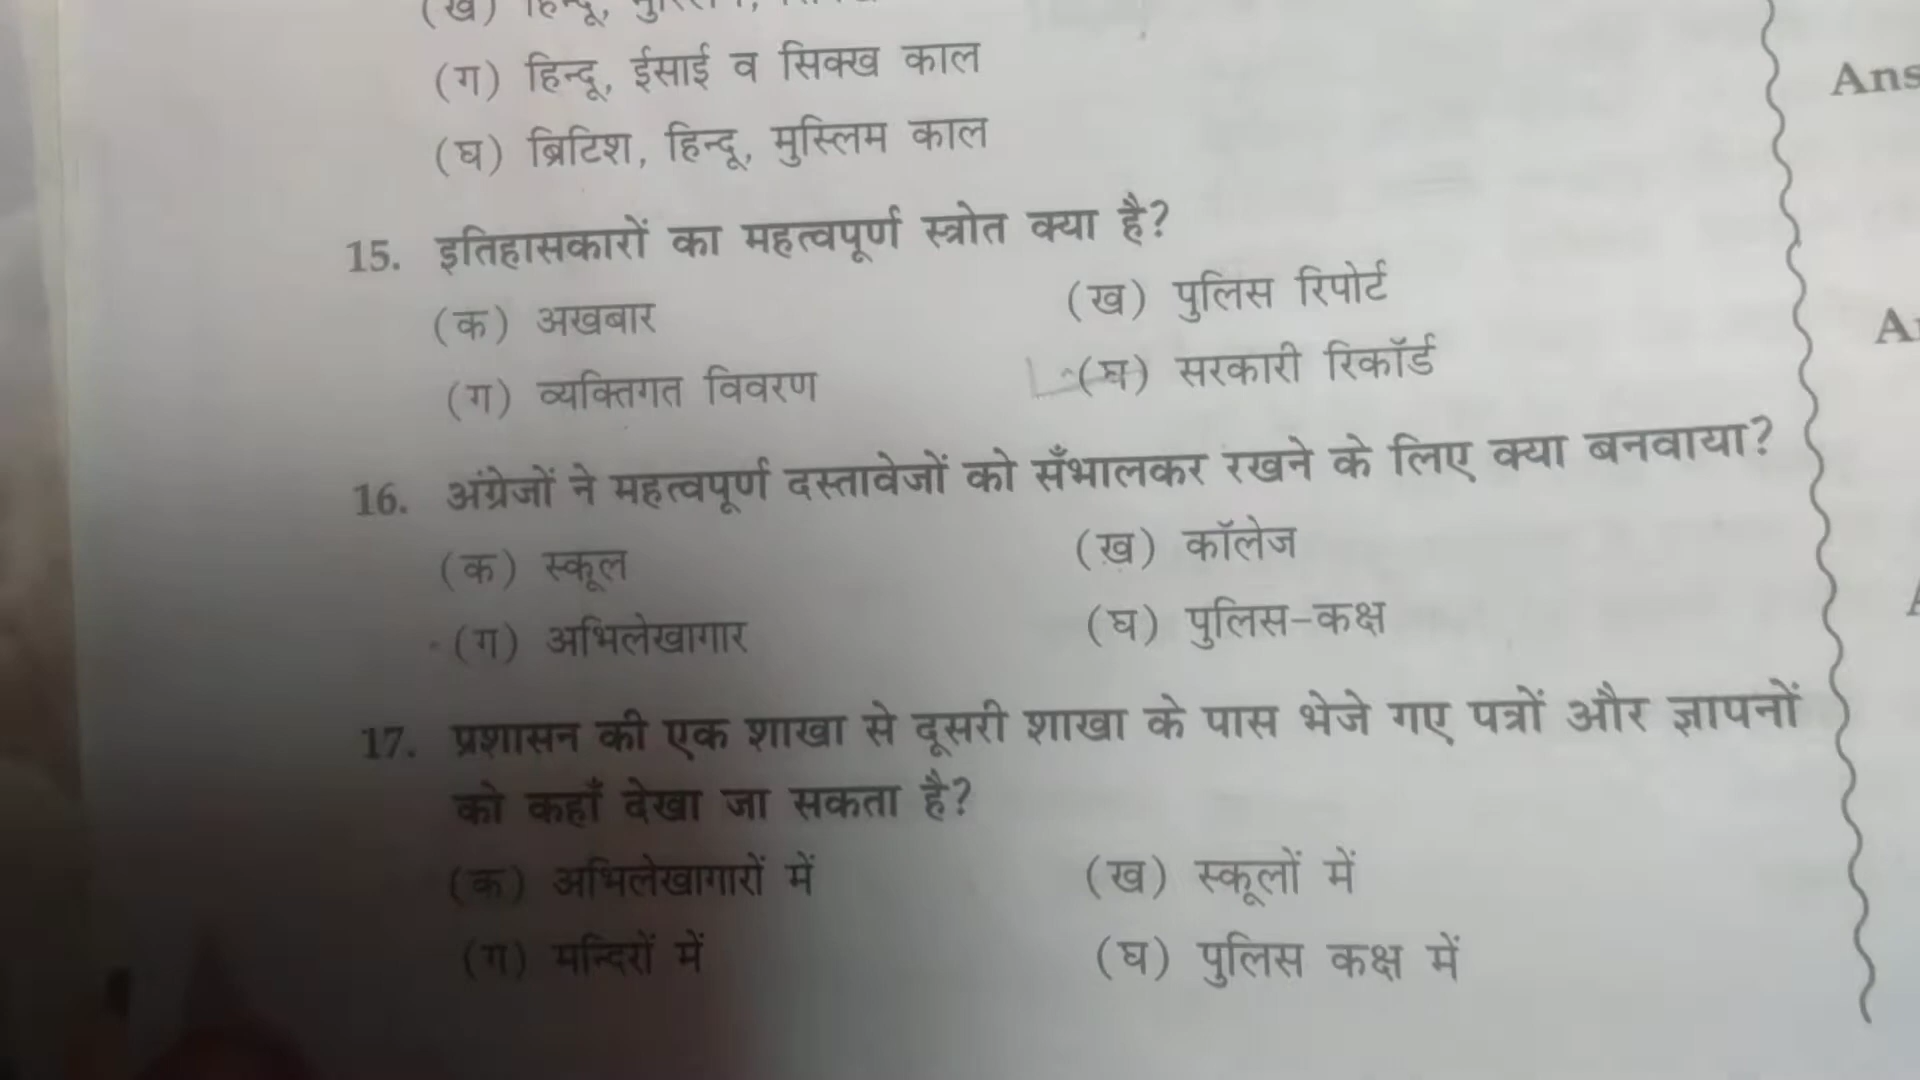 (ख) हिन्दू,
(ग) हिन्दू, ईसाई व सिक्ख काल
Ans
(घ) ब्रिटिश, हिन्दू, मुस्लिम काल
15. इतिहासकारों का महत्वपूर्ण स्त्रोत क्या है?
(क) अखबार (ख) पुलिस रिपोर्ट
(ग) व्यक्तिगत विवरण (घ) सरकारी रिकॉर्ड
16. अंग्रेजों ने महत्वपूर्ण दस्तावेजों को सँभालकर रखने के लिए क्या बनवाया?
(क) स्कूल (ख) कॉलेज
(ग) अभिलेखागार (घ) पुलिस-कक्ष
17. प्रशासन की एक शाखा से दूसरी शाखा के पास भेजे गए पत्रों और ज्ञापनों
को कहाँ देखा जा सकता है?
(क) अभिलेखागारों में (ख) स्कूलों में
(ग) मन्दिरों में (घ) पुलिस कक्ष में